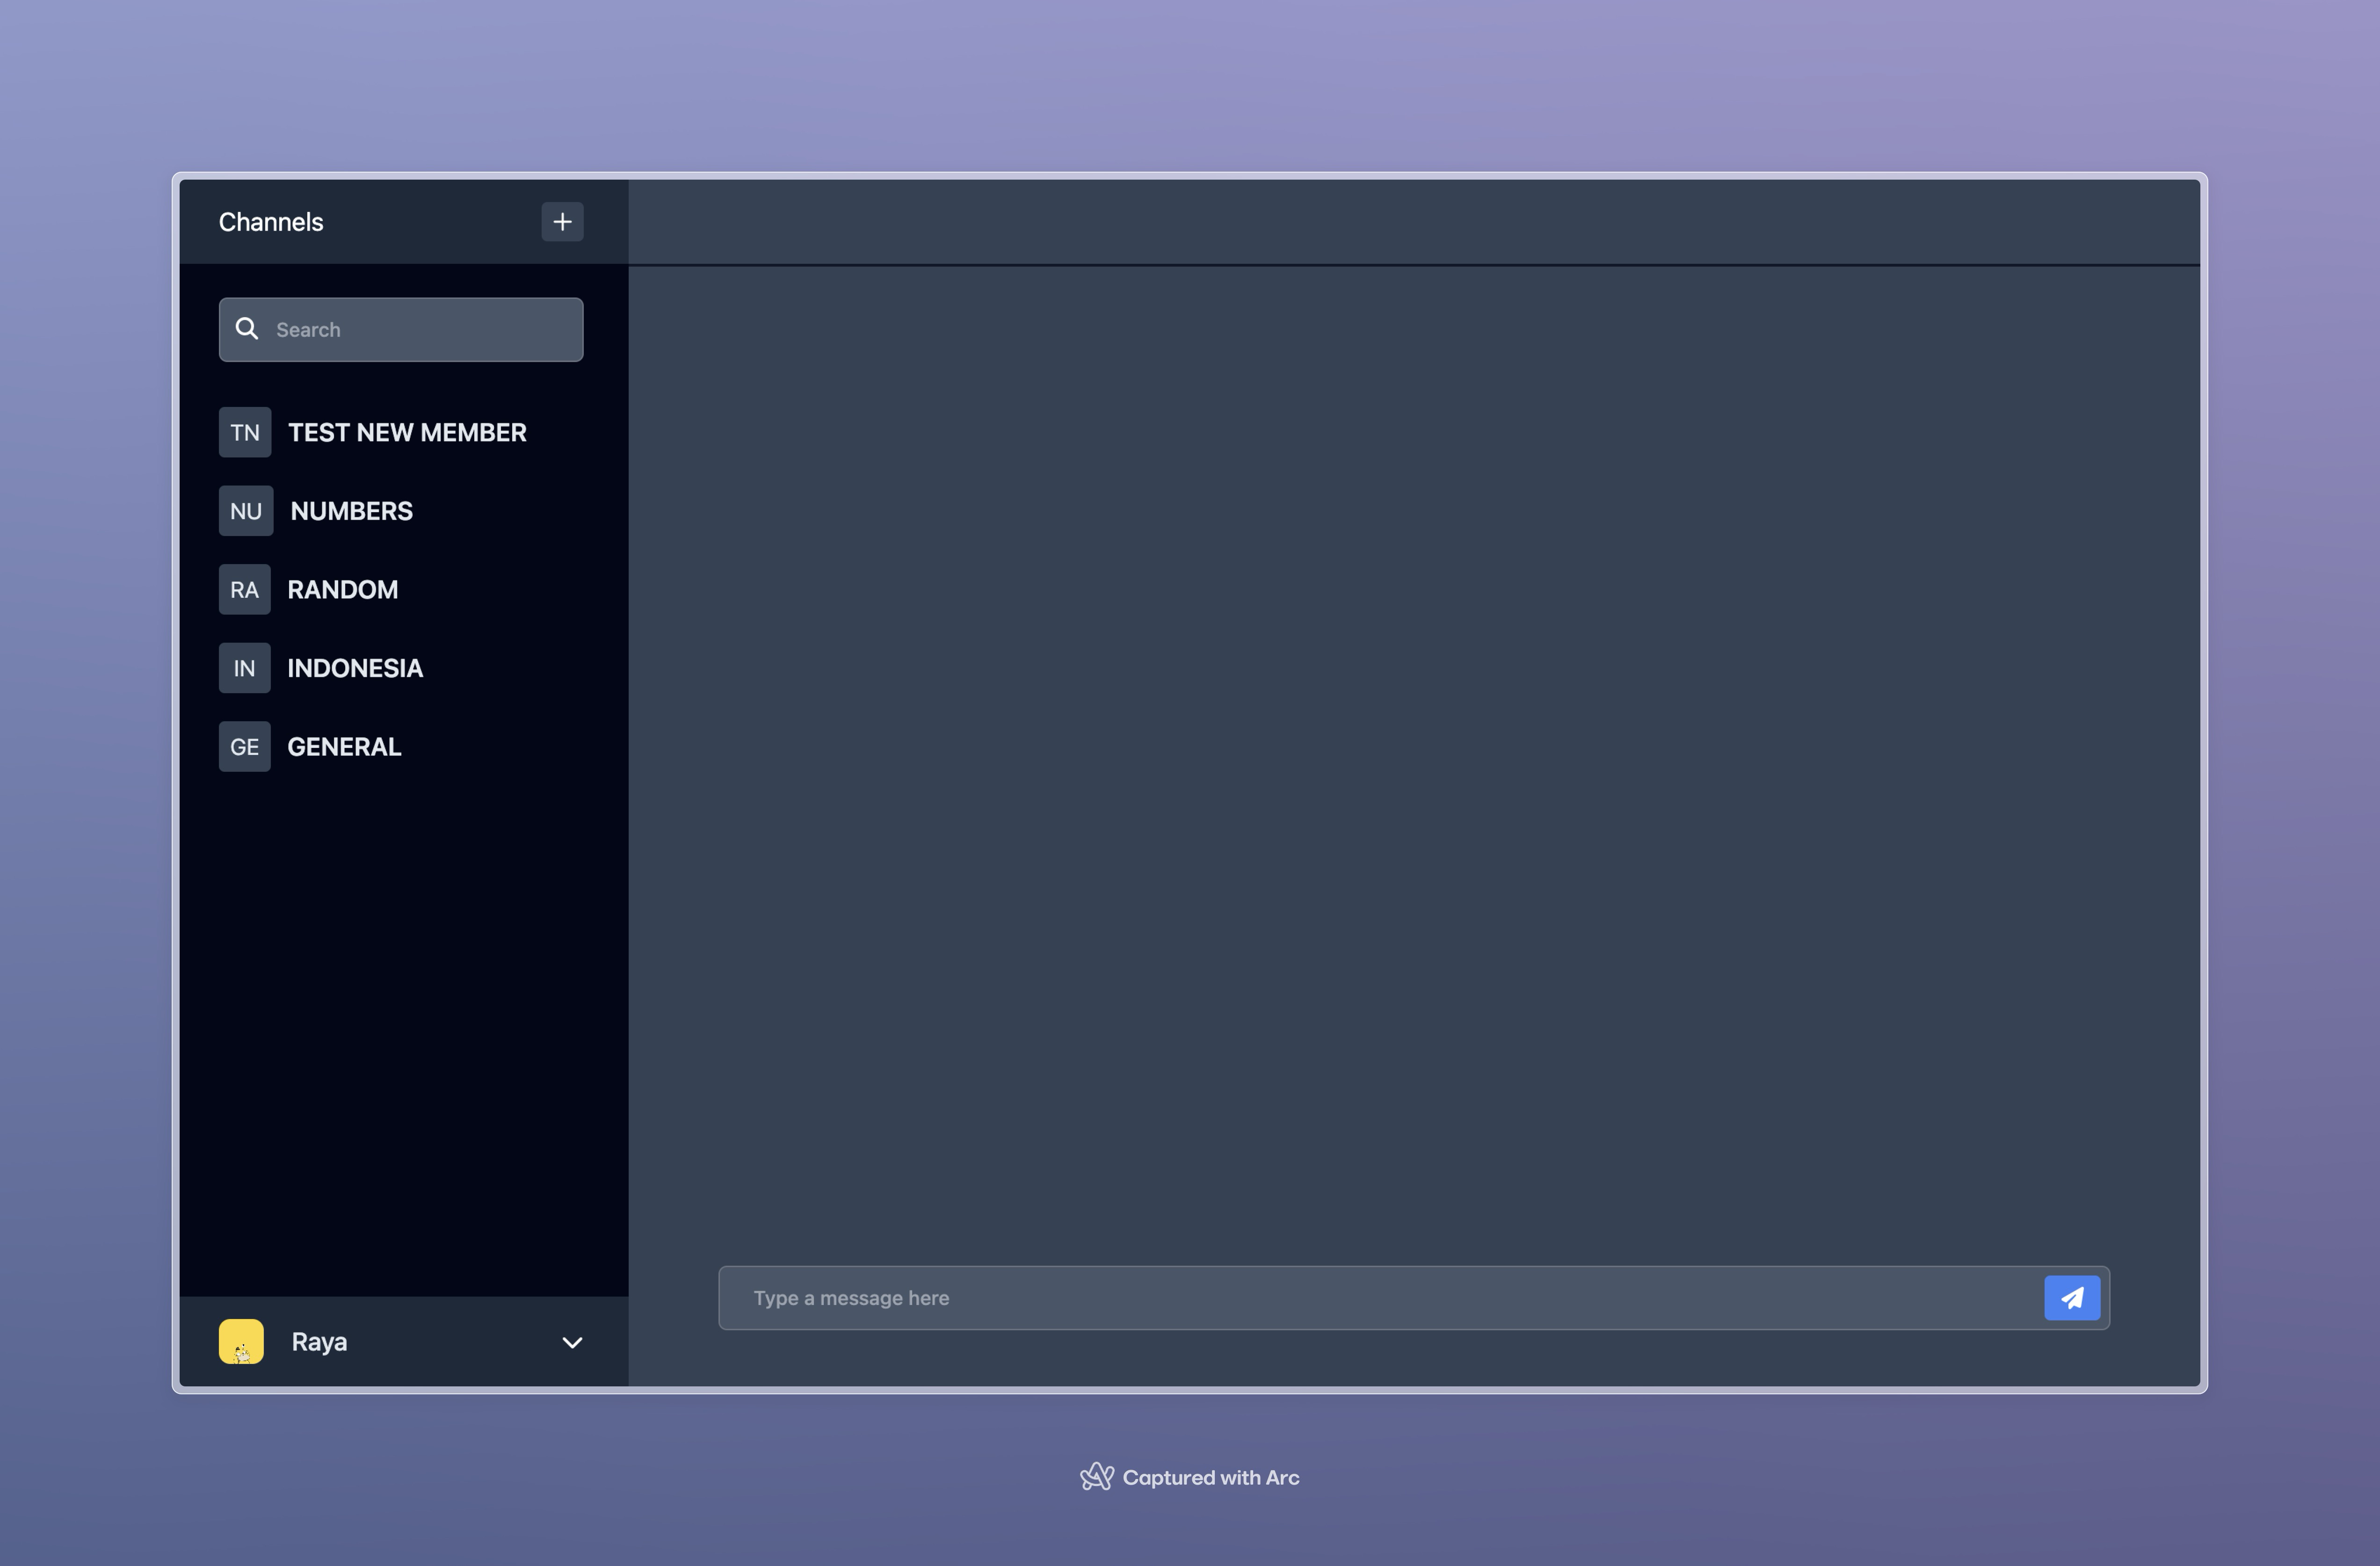 Channels
Search
TN TEST NEW MEMBER
NU NUMBERS
RA RANDOM
IN INDONESIA
GE GENERAL
Type a message here
Raya
Captured with Arc